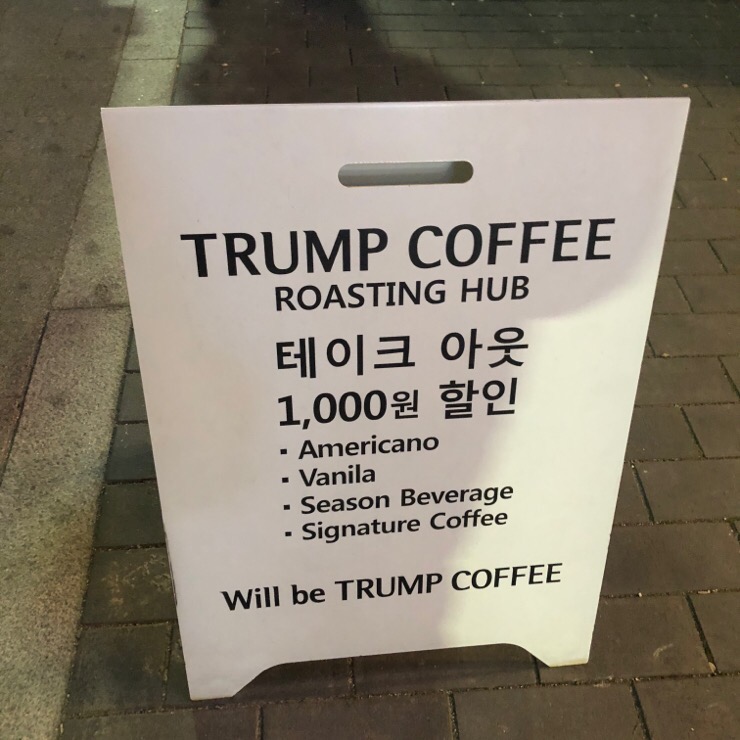 TRUMP COFFEE
ROASTING HUB
테이크 아웃
1,000원 할인
· Americano
· Vanila
· Season Beverage
· Signature Coffee
Will be TRUMP COFFEE